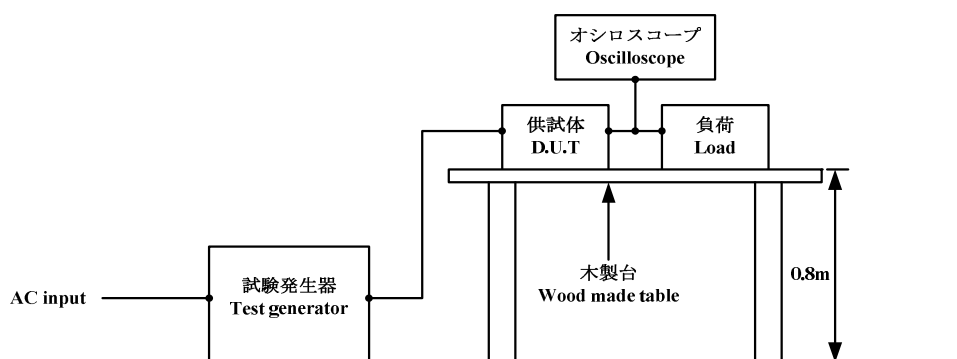 オシロスコープ
Oscilloscope
供試体
D.U.T
負荷
Load
試験発生器
Test generator
AC input
木製台
Wood made table
0.8m